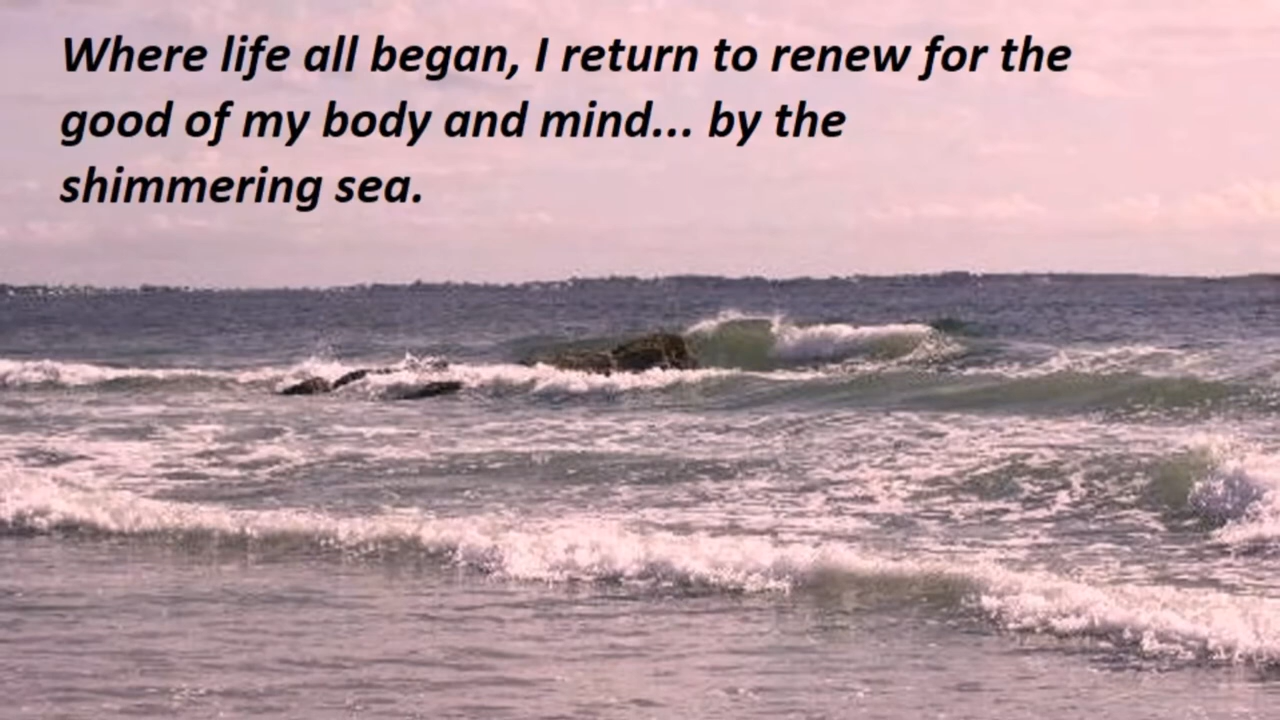 Where life all began, I return to renew for the
good of my body and mind... by the
shimmering sea.